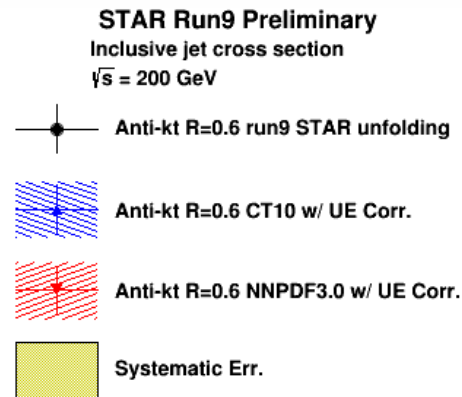 STAR Run9 Preliminary
Inclusive jet cross section
√s = 200 GeV
Anti-kt R=0.6 run9 STAR unfolding
Anti-kt R=0.6 CT10 w/ UE Corr.
Anti-kt R=0.6 NNPDF3.0 w/ UE Corr.
Systematic Err.